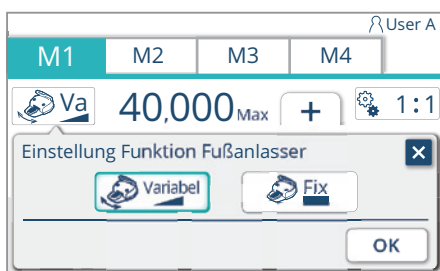 User A
M1 M2 M3 M4
Va 40,000 Max + 1:1
Einstellung Funktion Fußanlasser
Variabel Fix
OK